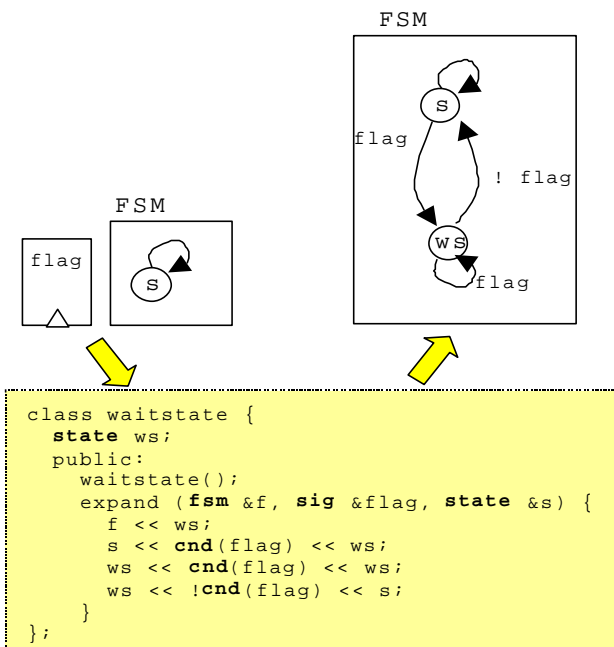 FSM
s
flag
! flag
ws
flag
FSM
flag
s
class waitstate {
state ws;
public:
waitstate();
expand (fsm &f, sig &flag, state &s) {
f << ws;
s << cnd(flag) << ws;
ws << cnd(flag) << ws;
ws << !cnd(flag) << s;
}
};